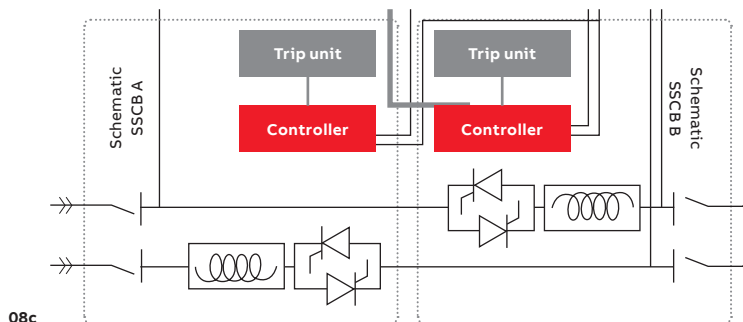 Schematic
SSCB A
Trip unit
Controller
Trip unit
Controller
Schematic
SSCB B
08c